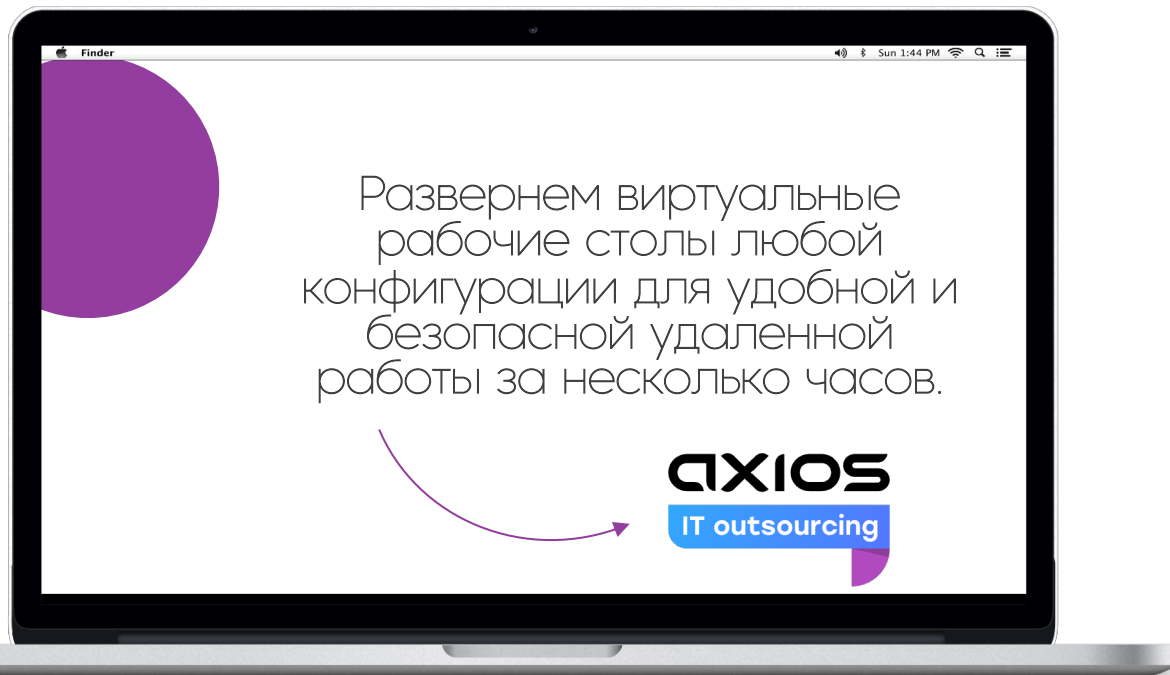 Finder
Sun 1:44 PM
Развернем виртуальные
рабочие столы любой
конфигурации для удобной и
безопасной удаленной
работы за несколько часов.
axios
IT outsourcing